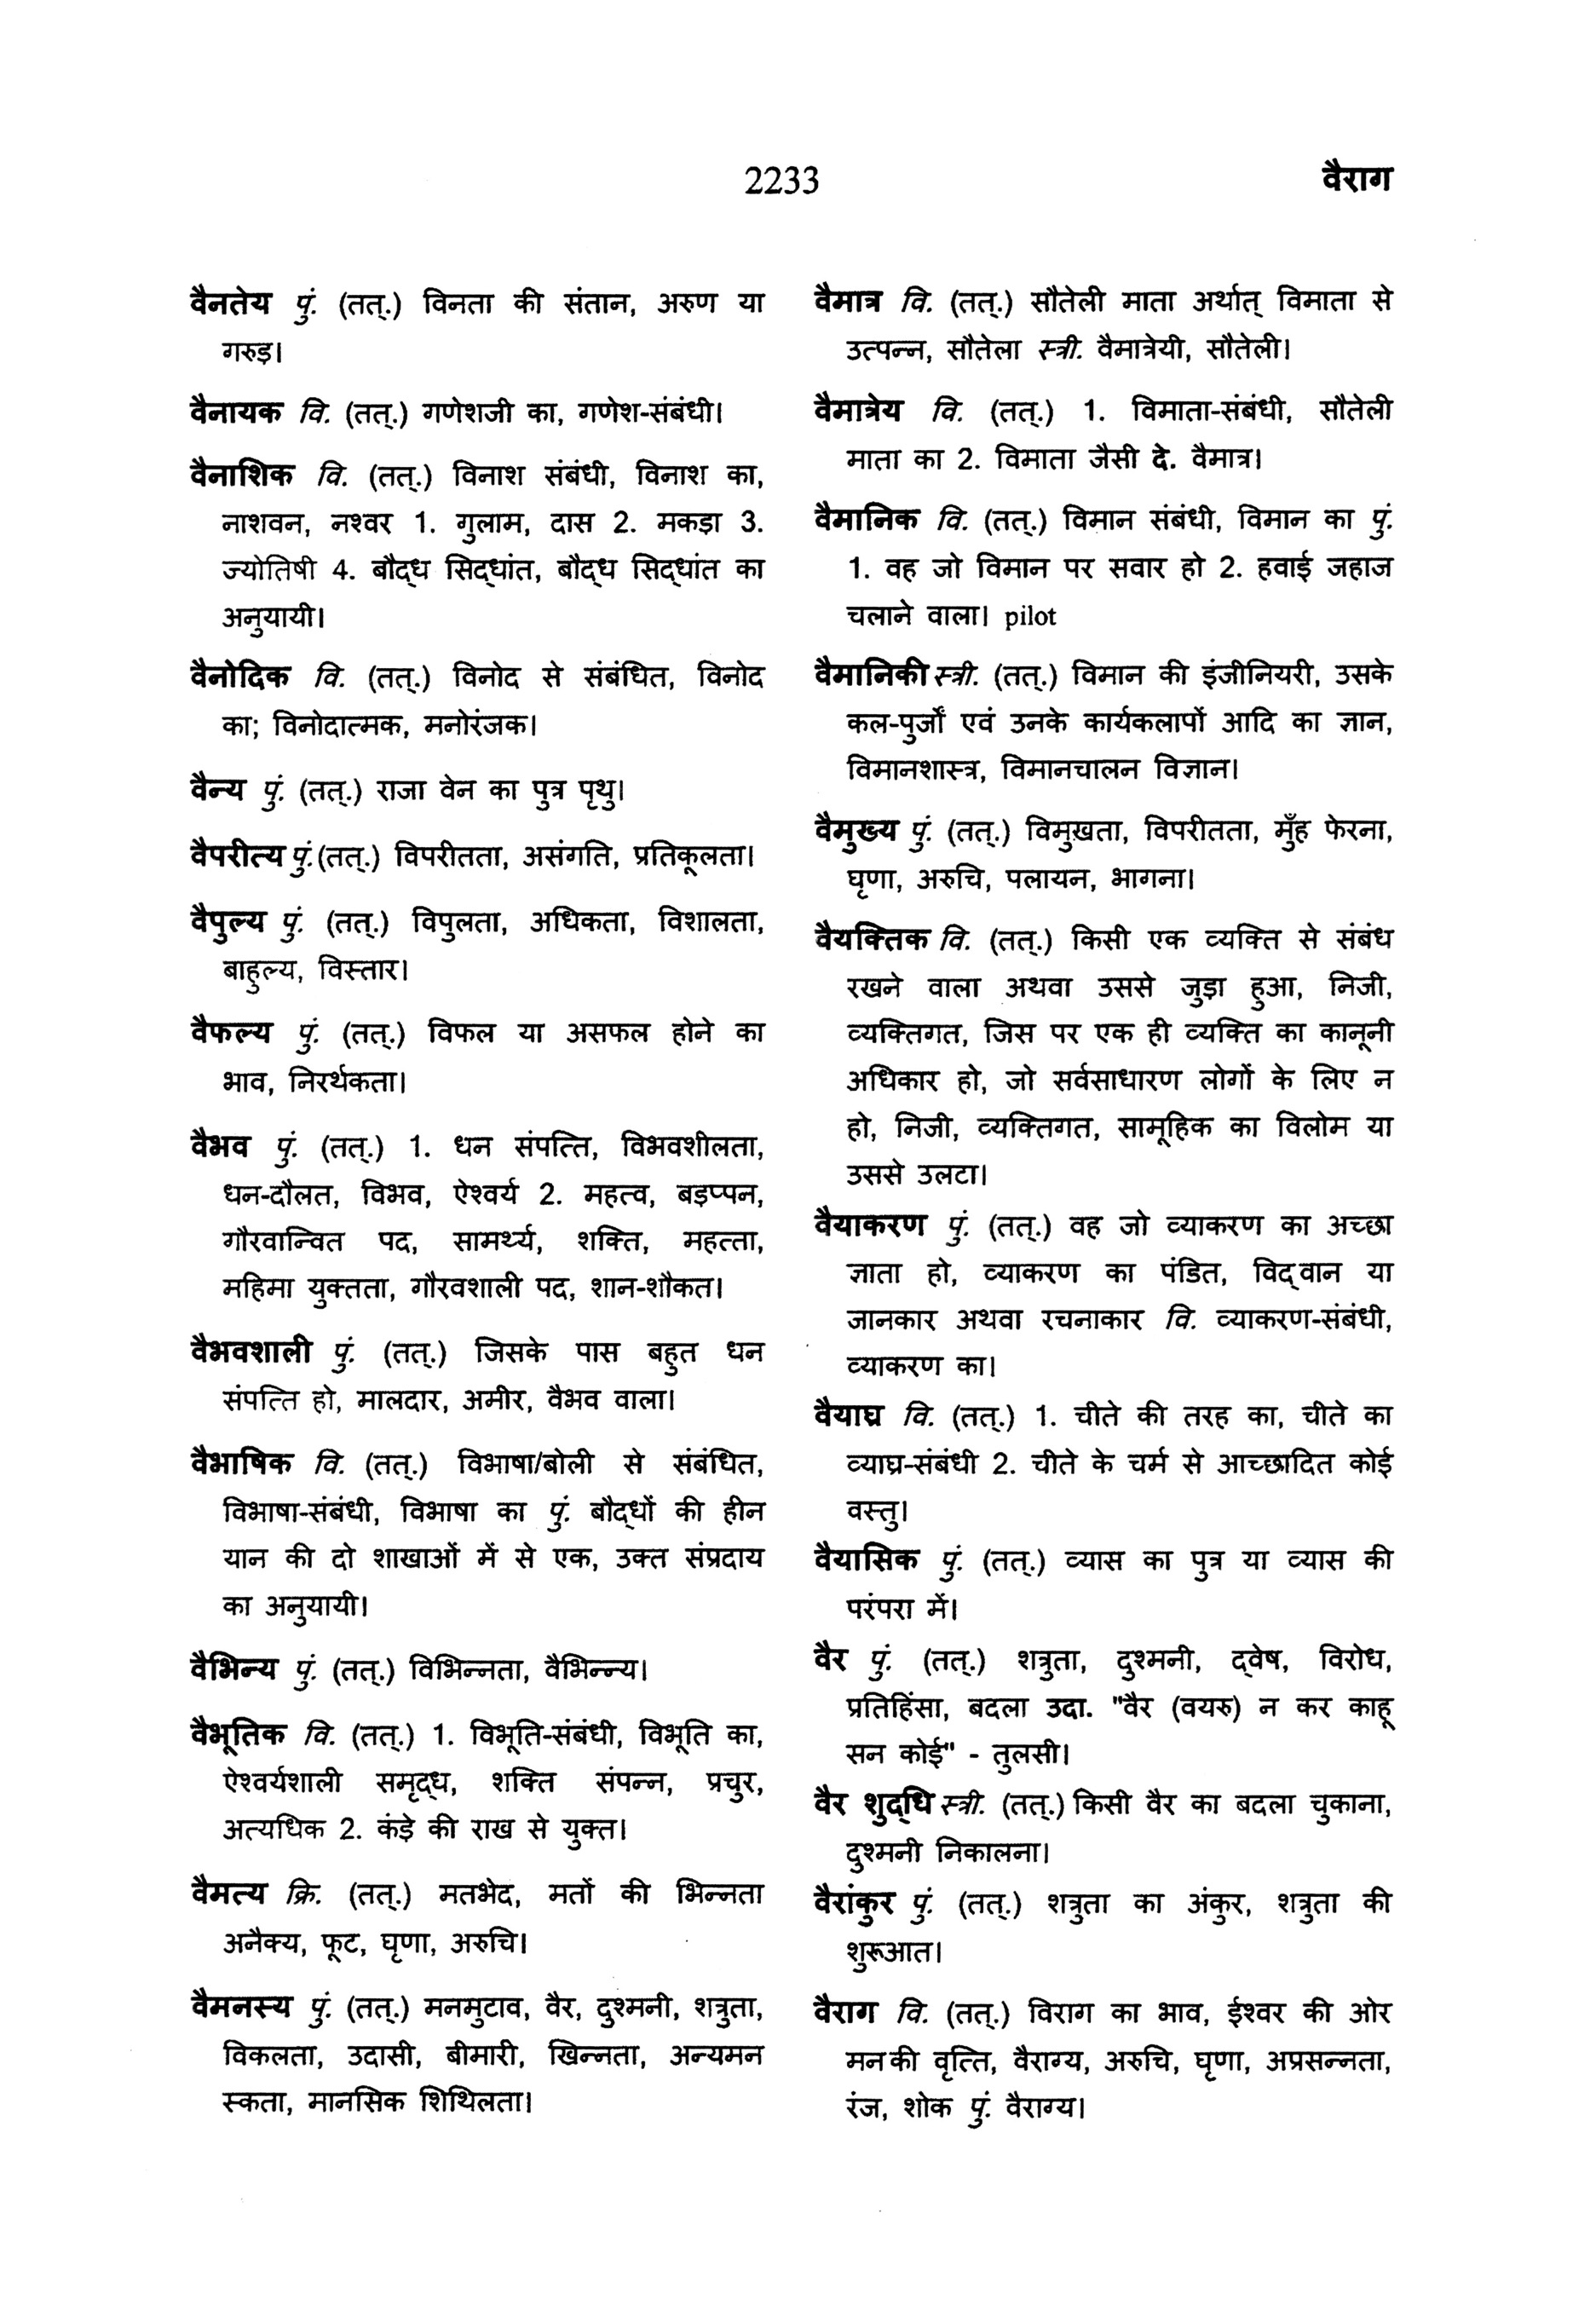 2233
वैराग
वैनतेय पुं. (तत्.) विनता की संतान, अरुण या
गरुड़।
वैनायक वि. (तत्.) गणेशजी का, गणेश-संबंधी।
वैनाशिक वि. (तत्.) विनाश संबंधी, विनाश का,
नाशवन, नश्वर 1. गुलाम, दास 2. मकड़ा 3.
ज्योतिषी 4. बौद्ध सिद्धांत, बौद्ध सिद्धांत का
अनुयायी।
वैनोदिक वि. (तत्.) विनोद से संबंधित, विनोद
का; विनोदात्मक, मनोरंजक।
वैन्य पुं. (तत्.) राजा वेन का पुत्र पृथु।
वैपरीत्य पुं. (तत्.) विपरीतता, असंगति, प्रतिकूलता।
वैपुल्य पुं. (तत्.) विपुलता, अधिकता, विशालता,
बाहुल्य, विस्तार।
वैफल्य पुं. (तत्.) विफल या असफल होने का
भाव, निरर्थकता।
वैभव पुं. (तत्.) 1. धन संपत्ति, विभवशीलता,
धन-दौलत, विभव, ऐश्वर्य 2. महत्व, बड़प्पन,
गौरवान्वित पद, सामर्थ्य, शक्ति, महत्ता,
महिमा युक्तता, गौरवशाली पद, शान-शौकत।
वैभवशाली पुं. (तत्.) जिसके पास बहुत धन
संपत्ति हो, मालदार, अमीर, वैभव वाला।
वैभाषिक वि. (तत्.) विभाषा/बोली से संबंधित,
विभाषा-संबंधी, विभाषा का पुं. बौद्धों की हीन
यान की दो शाखाओं में से एक, उक्त संप्रदाय
का अनुयायी।
वैभिन्य पुं. (तत्.) विभिन्नता, वैभिन्न्य।
वैभूतिक वि. (तत्.) 1. विभूति-संबंधी, विभूति का,
ऐश्वर्यशाली समृद्ध, शक्ति संपन्न, प्रचुर,
अत्यधिक 2. कंड़े की राख से युक्त।
वैमत्य क्रि. (तत्.) मतभेद, मतों की भिन्नता
अनैक्य, फूट, घृणा, अरुचि।
वैमनस्य पुं. (तत्.) मनमुटाव, वैर, दुश्मनी, शत्रुता,
विकलता, उदासी, बीमारी, खिन्नता, अन्यमन
स्कता, मानसिक शिथिलता।
वैमात्र वि. (तत्.) सौतेली माता अर्थात् विमाता से
उत्पन्न, सौतेला स्त्री. वैमात्रेयी, सौतेली।
वैमात्रेय वि. (तत्.) 1. विमाता-संबंधी, सौतेली
माता का 2. विमाता जैसी दे. वैमात्र।
वैमानिक वि. (तत्.) विमान संबंधी, विमान का पुं.
1. वह जो विमान पर सवार हो 2. हवाई जहाज
चलाने वाला। pilot
वैमानिकी स्त्री. (तत्.) विमान की इंजीनियरी, उसके
कल-पुर्जों एवं उनके कार्यकलापों आदि का ज्ञान,
विमानशास्त्र, विमानचालन विज्ञान।
वैमुख्य पुं. (तत्.) विमुख़ता, विपरीतता, मुँह फेरना,
घृणा, अरुचि, पलायन, भागना।
वैयक्तिक वि. (तत्.) किसी एक व्यक्ति से संबंध
रखने वाला अथवा उससे जुड़ा हुआ, निजी,
व्यक्तिगत, जिस पर एक ही व्यक्ति का कानूनी
अधिकार हो, जो सर्वसाधारण लोगों के लिए न
हो, निजी, व्यक्तिगत, सामूहिक का विलोम या
उससे उलटा।
वैयाकरण पुं. (तत्.) वह जो व्याकरण का अच्छा
ज्ञाता हो, व्याकरण का पंडित, विद्वान या
जानकार अथवा रचनाकार वि. व्याकरण-संबंधी,
व्याकरण का।
वैयाघ्र वि. (तत्.) 1. चीते की तरह का, चीते का
व्याघ्र-संबंधी 2. चीते के चर्म से आच्छादित कोई
वस्तु।
वैयासिक पुं. (तत्.) व्यास का पुत्र या व्यास की
परंपरा में।
वैर पुं. (तत्.) शत्रुता, दुश्मनी, द्वेष, विरोध,
प्रतिहिंसा, बदला उदा. "वैर (वयरु) न कर काहू
सन कोई" - तुलसी।
वैर शुद्धि स्त्री. (तत्.) किसी वैर का बदला चुकाना,
दुश्मनी निकालना।
वैरांकुर पुं. (तत्.) शत्रुता का अंकुर, शत्रुता की
शुरूआत।
वैराग वि. (तत्.) विराग का भाव, ईश्वर की ओर
मन की वृत्ति, वैराग्य, अरुचि, घृणा, अप्रसन्नता,
रंज, शोक पुं. वैराग्य।